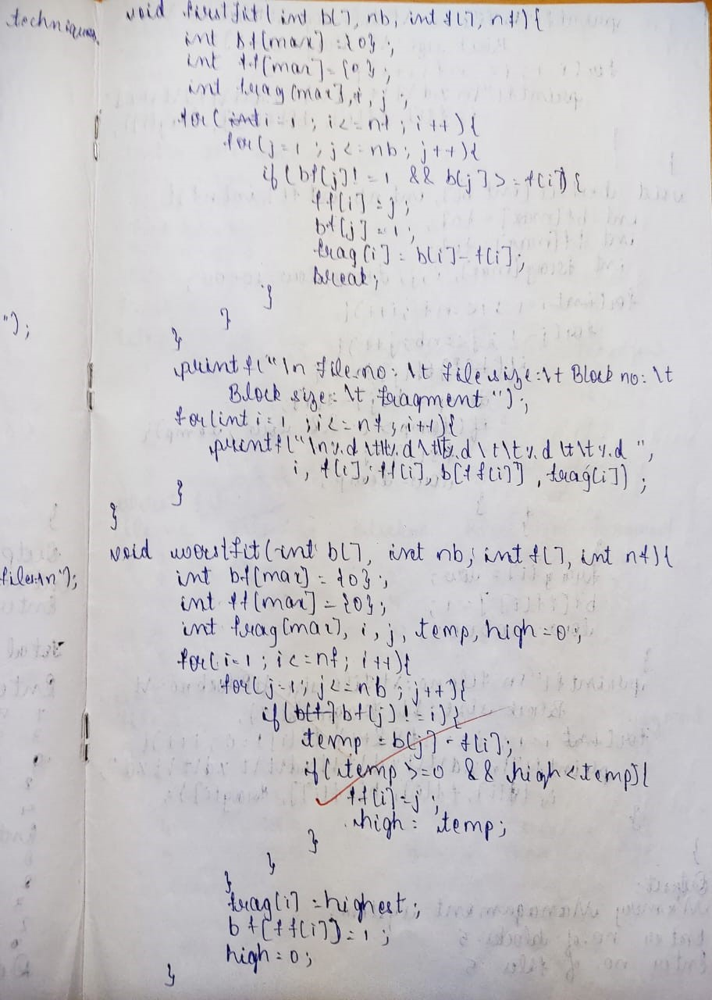 techniques
void firstfit(int b[], nb, int f[], nf){
int bf[max]={0};
int ff[max]={0};
int frag[max], i, j;
for(int i=1; i<=nf; i++){
for(j=1; j<=nb; j++){
if(bf[j]!=1 && b[j]>=f[i]){
ff[i]=j;
bf[j]=1;
frag[i]=b[i]-f[i];
break;
}
}
");
}
printf("\n file no: \t file size:\t Block no: \t
Block size: \t fragment");
for(int i=1; i<=nf; i++){
printf("\n%d\t\t%d\t\t%d\t\t%d\t\t%d",
i, f[i], ff[i], b[ff[i]], frag[i]);
}
}
void worstfit(int b[], int nb, int f[], int nf){
file:\n");
int bf[max]={0};
int ff[max]={0};
int frag[max], i, j, temp, high=0;
for(i=1; i<=nf; i++){
for(j=1; j<=nb; j++){
if(bf[j]!=i){
temp=b[j]-f[i];
if(temp>=0 && high<temp){
ff[i]=j;
high=temp;
}
}
}
frag[i]=highest;
bf[ff[i]]=1;
high=0;
}